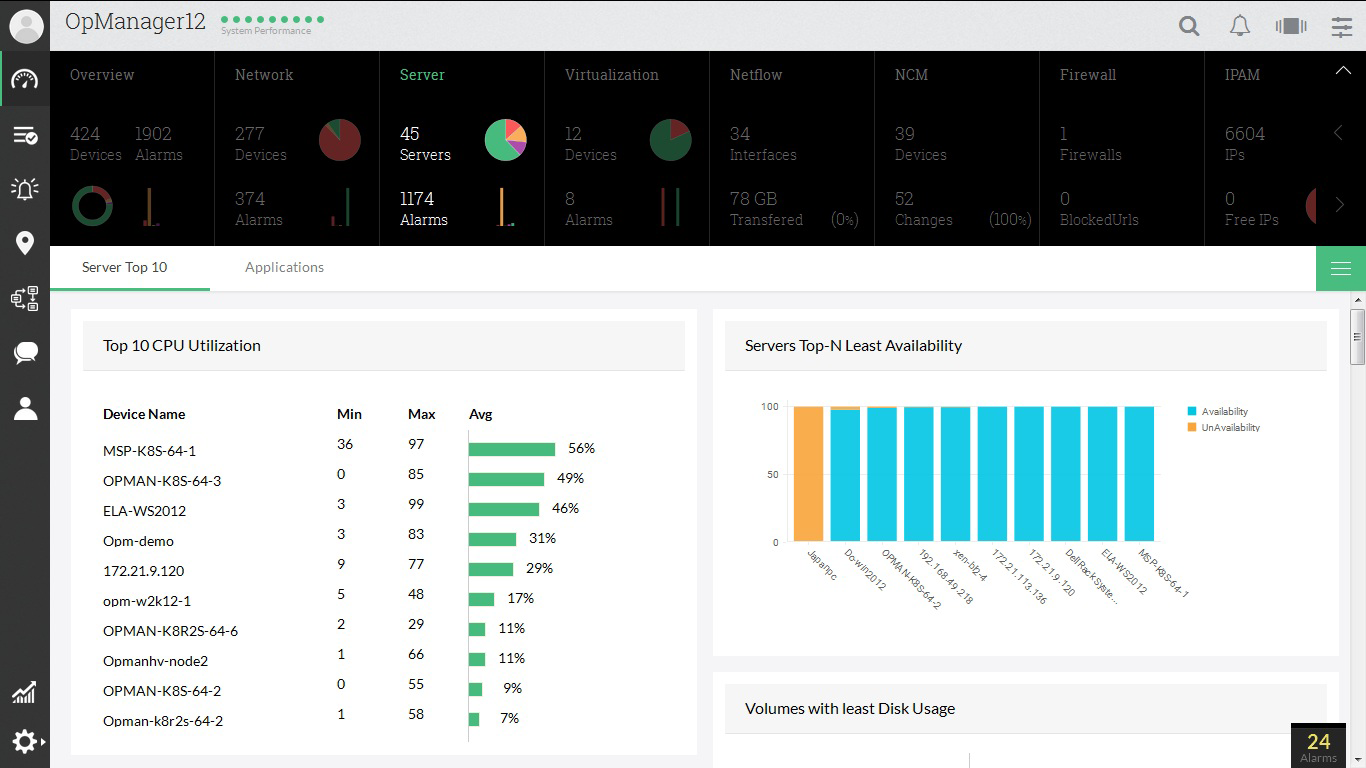 OpManager12
System Performance
Overview Network Server Virtualization Netflow NCM Firewall IPAM
424 1902 277 45 12 34 39 1 6604
Devices Alarms Devices Servers Devices Interfaces Devices Firewalls IPs
374 1174 8 78 GB 52 0 0
Alarms Alarms Alarms Transfered (0%) Changes (100%) BlockedUrls Free IPs
Server Top 10 Applications
Top 10 CPU Utilization
Device Name Min Max Avg
MSP-K8S-64-1 36 97 56%
OPMAN-K8S-64-3 0 85 49%
ELA-WS2012 3 99 46%
Opm-demo 3 83 31%
172.21.9.120 9 77 29%
opm-w2k12-1 5 48 17%
OPMAN-K8R2S-64-6 2 29 11%
Opmanhv-node2 1 66 11%
OPMAN-K8S-64-2 0 55 9%
Opman-k8r2s-64-2 1 58 7%
Servers Top-N Least Availability
100
50
0
Availability
UnAvailability
Japanpc
Dc-win2012
OPMAN-K8S-64-2
192.168.49.218
xen-bl2-4
172.21.113.136
172.21.9.120
DellRackSyste...
ELA-WS2012
MSP-K8S-64-1
Volumes with least Disk Usage
24
Alarms